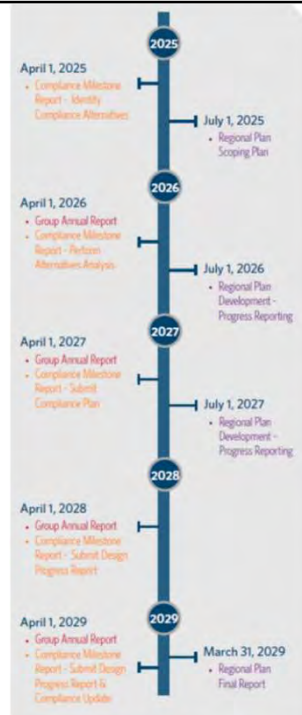 2025
April 1, 2025
• Compliance Milestone
Report - Identify
Compliance Alternatives
July 1, 2025
• Regional Plan
Scoping Plan
2026
April 1, 2026
• Group Annual Report
• Compliance Milestone
Report - Perform
Alternatives Analysis
July 1, 2026
• Regional Plan
Development -
Progress Reporting
2027
April 1, 2027
• Group Annual Report
• Compliance Milestone
Report - Submit
Compliance Plan
July 1, 2027
• Regional Plan
Development -
Progress Reporting
2028
April 1, 2028
• Group Annual Report
• Compliance Milestone
Report - Submit Design
Progress Report
2029
April 1, 2029
• Group Annual Report
• Compliance Milestone
Report - Submit Design
Progress Report &
Compliance Update
March 31, 2029
• Regional Plan
Final Report